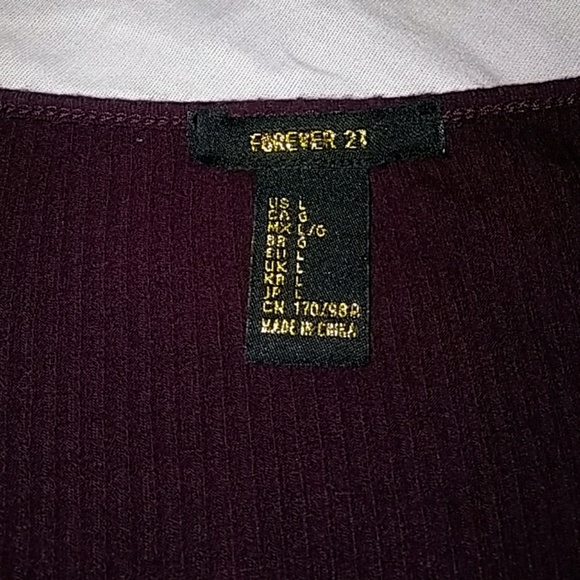 FOREVER 21
US L
CA G
MX L/G
BR G
EU L
UK L
KR L
JP L
CN 170/98A
MADE IN CHINA